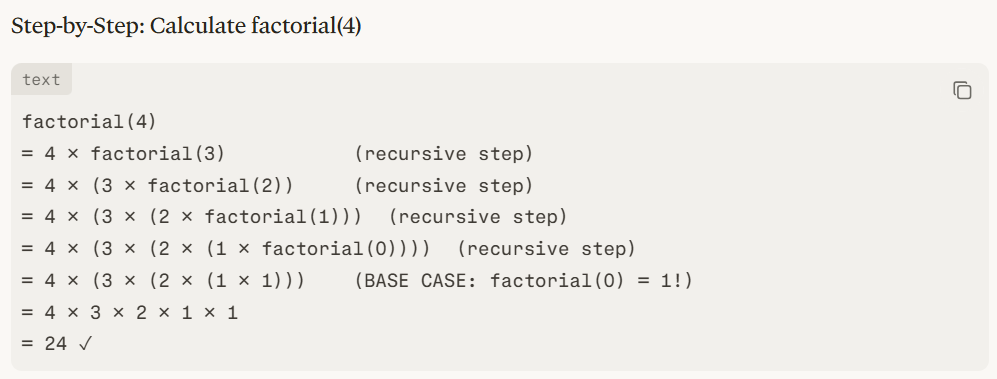 Step-by-Step: Calculate factorial(4)
text
factorial(4)
= 4 × factorial(3)           (recursive step)
= 4 × (3 × factorial(2))     (recursive step)
= 4 × (3 × (2 × factorial(1)))  (recursive step)
= 4 × (3 × (2 × (1 × factorial(0))))  (recursive step)
= 4 × (3 × (2 × (1 × 1)))    (BASE CASE: factorial(0) = 1!)
= 4 × 3 × 2 × 1 × 1
= 24 ✓